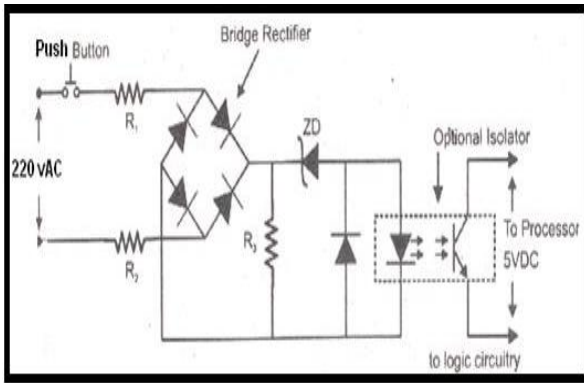 Bridge Rectifier
Push Button
R₁
ZD
Optional Isolator
220 vAC
R₃
To Processor
5VDC
R₂
to logic circuitry